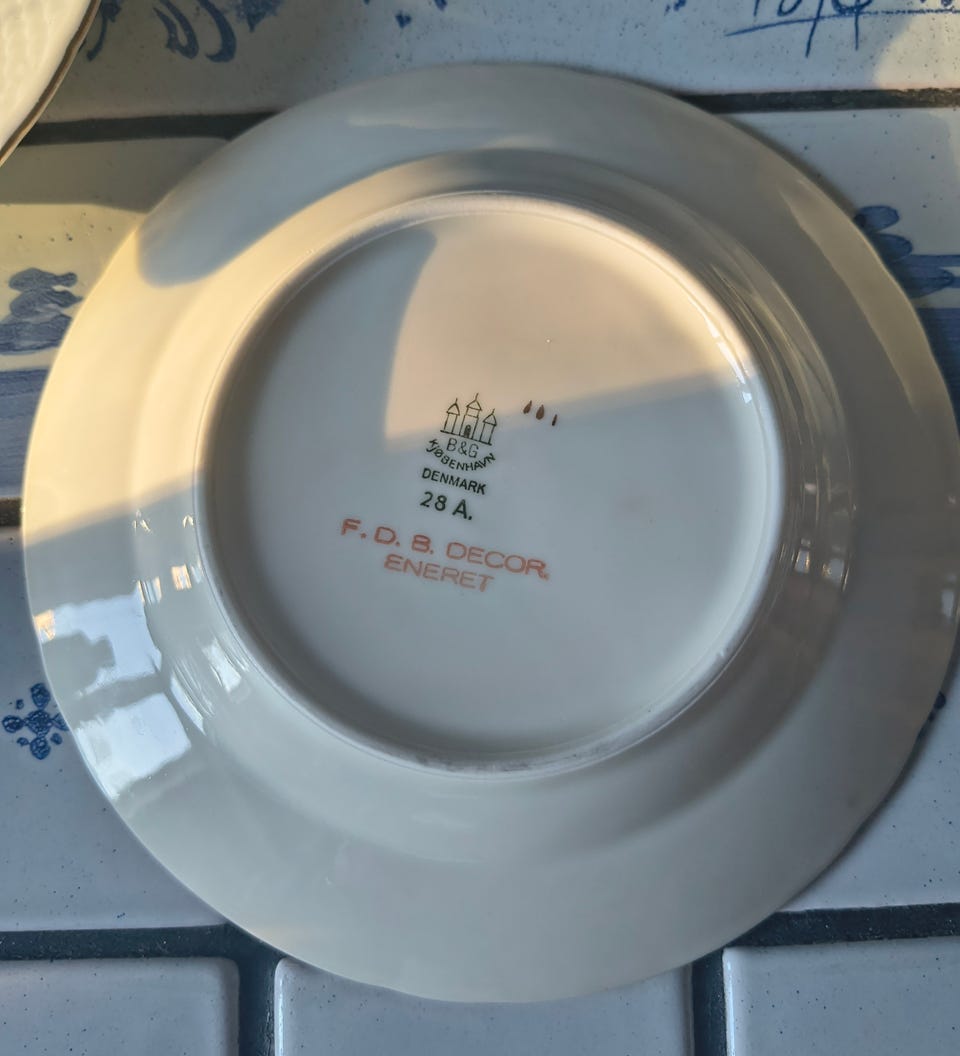 B&G
KJØBENHAVN
DENMARK
28 A.
F. D. B. DECOR.
ENERET